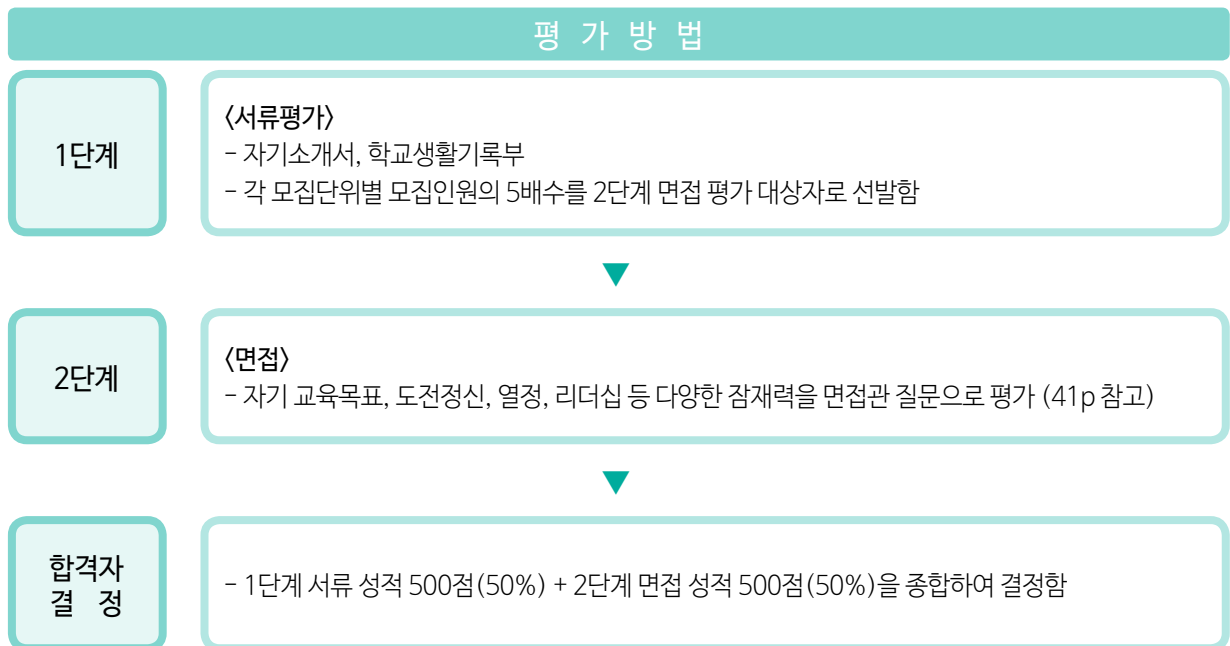 평 가 방 법
1단계
<서류평가>
- 자기소개서, 학교생활기록부
- 각 모집단위별 모집인원의 5배수를 2단계 면접 평가 대상자로 선발함
▼
2단계
<면접>
- 자기 교육목표, 도전정신, 열정, 리더십 등 다양한 잠재력을 면접관 질문으로 평가 (41p 참고)
▼
합격자
결 정
- 1단계 서류 성적 500점(50%) + 2단계 면접 성적 500점(50%)을 종합하여 결정함